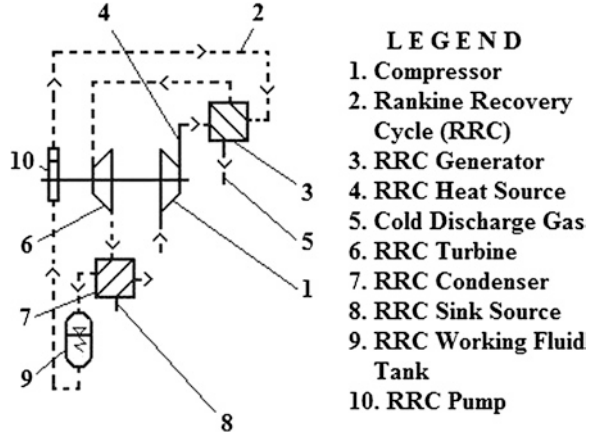 4
2
10
3
6
5
7
1
9
8
L E G E N D
1. Compressor
2. Rankine Recovery
Cycle (RRC)
3. RRC Generator
4. RRC Heat Source
5. Cold Discharge Gas
6. RRC Turbine
7. RRC Condenser
8. RRC Sink Source
9. RRC Working Fluid
Tank
10. RRC Pump